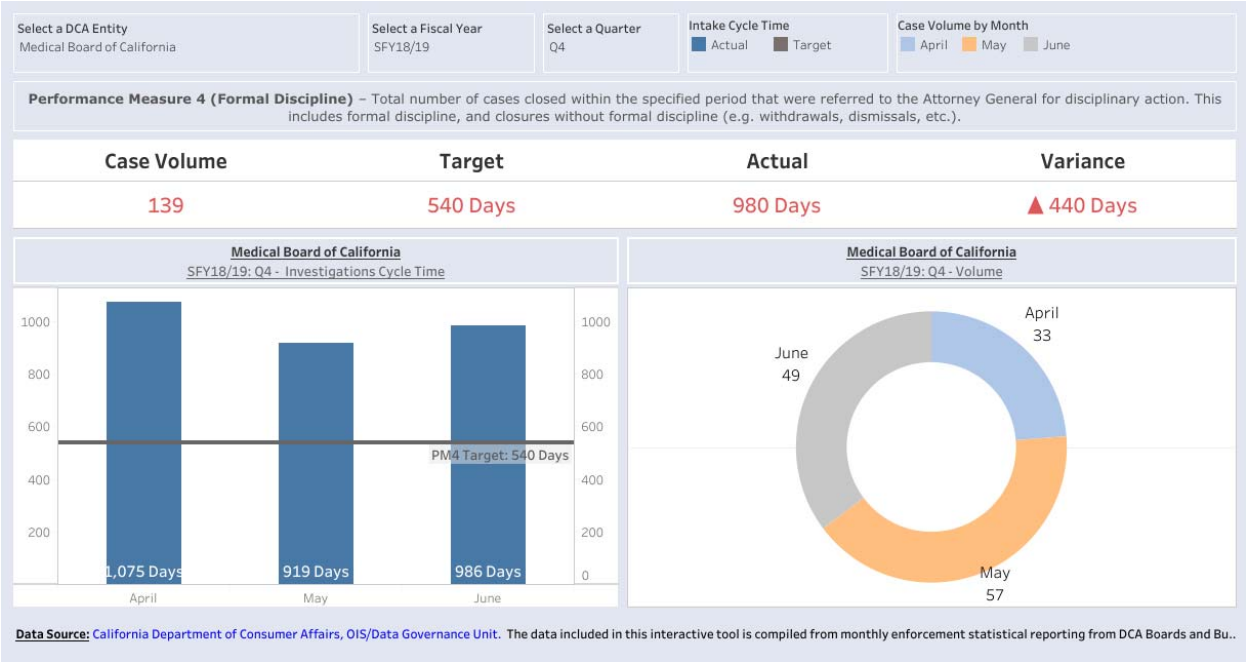 Select a DCA Entity
Medical Board of California
Select a Fiscal Year
SFY18/19
Select a Quarter
Q4
Intake Cycle Time
Actual
Target
Case Volume by Month
April
May
June
Performance Measure 4 (Formal Discipline) – Total number of cases closed within the specified period that were referred to the Attorney General for disciplinary action. This
includes formal discipline, and closures without formal discipline (e.g. withdrawals, dismissals, etc.).
Case Volume
Target
Actual
Variance
139
540 Days
980 Days
▲ 440 Days
Medical Board of California
SFY18/19: Q4 - Investigations Cycle Time
1000
800
600
400
200
1000
800
600
400
200
0
PM4 Target: 540 Days
1,075 Days
919 Days
986 Days
April
May
June
Medical Board of California
SFY18/19: Q4 - Volume
April
33
June
49
May
57
Data Source: California Department of Consumer Affairs, OIS/Data Governance Unit. The data included in this interactive tool is compiled from monthly enforcement statistical reporting from DCA Boards and Bu..